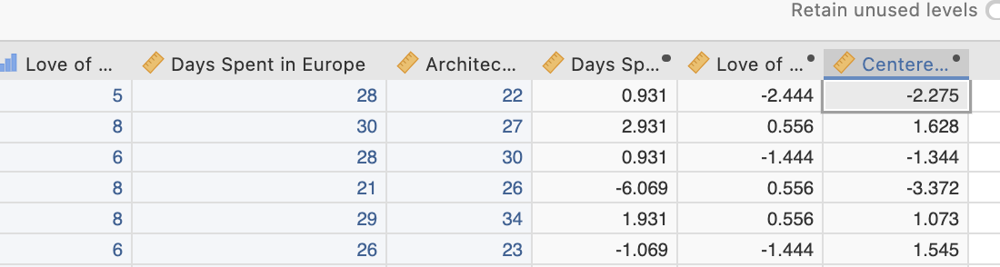 Retain unused levels
Love of ... Days Spent in Europe Architec... Days Sp... Love of ... Centere...
5 28 22 0.931 -2.444 -2.275
8 30 27 2.931 0.556 1.628
6 28 30 0.931 -1.444 -1.344
8 21 26 -6.069 0.556 -3.372
8 29 34 1.931 0.556 1.073
6 26 23 -1.069 -1.444 1.545